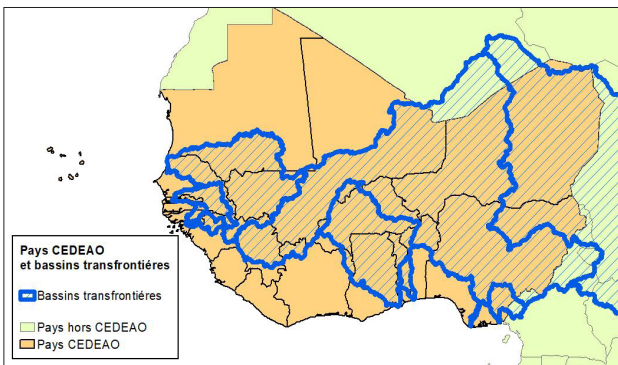 Pays CEDEAO
et bassins transfrontiéres
Bassins transfrontiéres
Pays hors CEDEAO
Pays CEDEAO